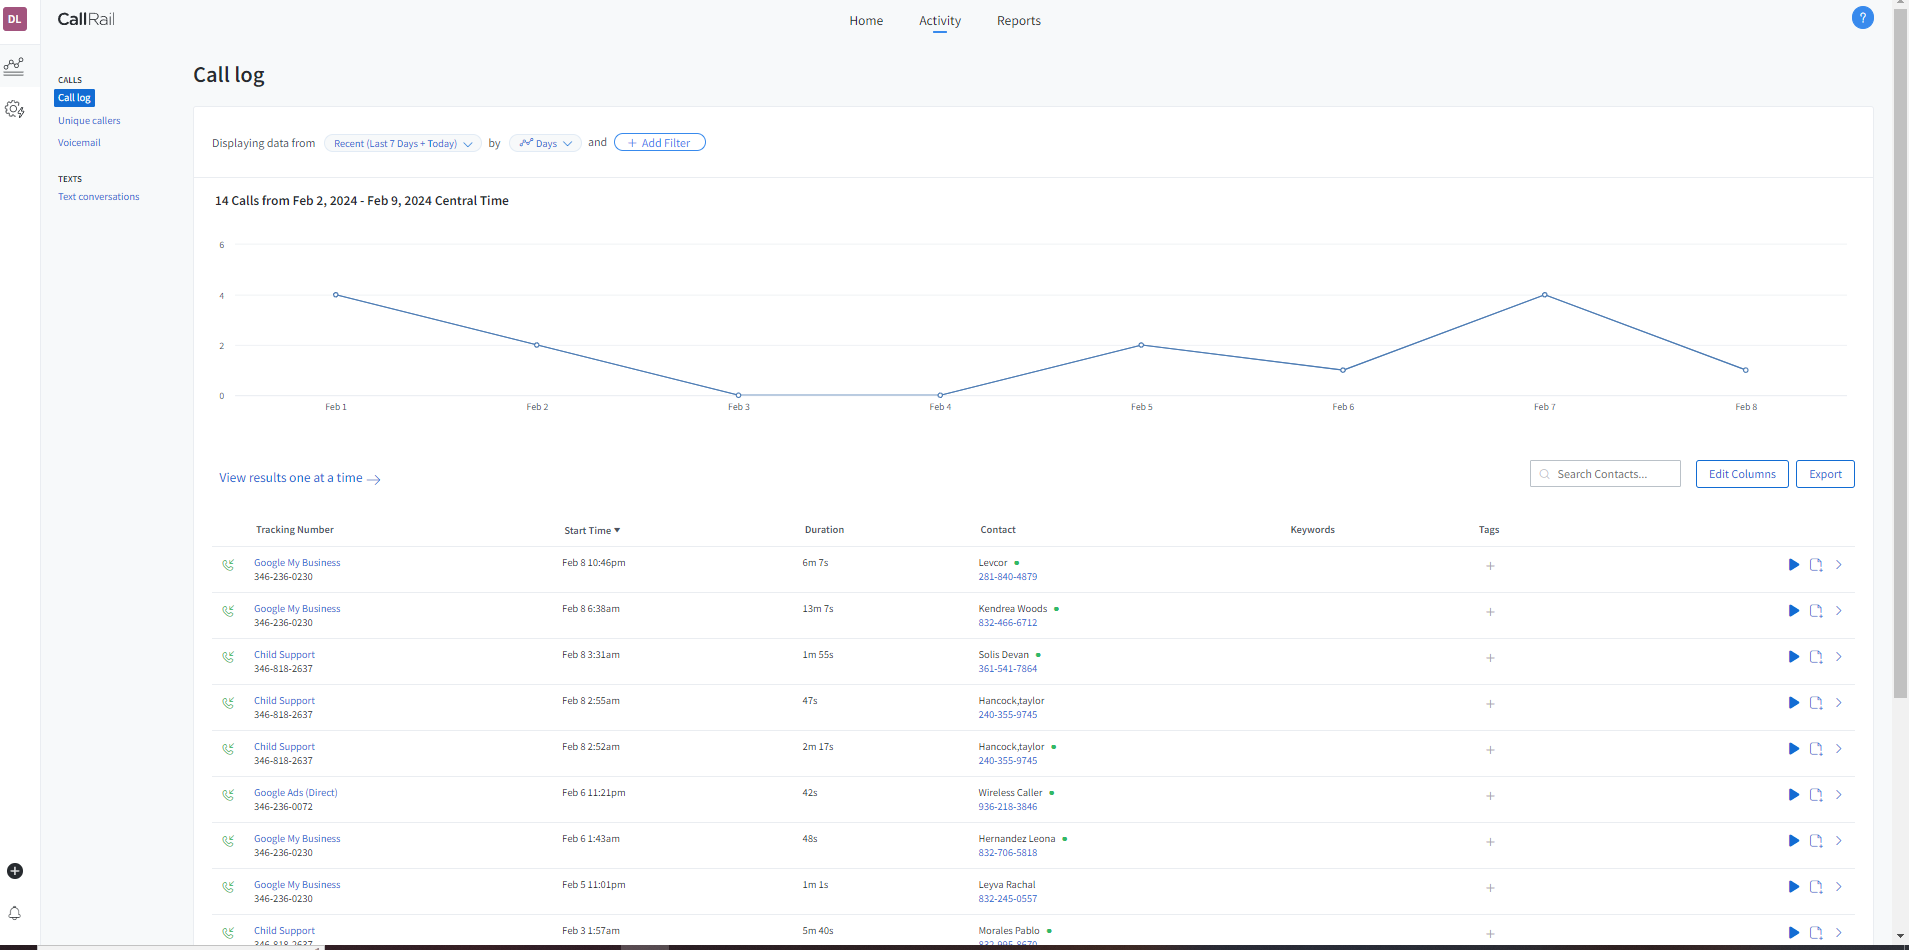 DL
CallRail
Home Activity Reports
?
CALLS
Call log
Unique callers
Voicemail
TEXTS
Text conversations
Call log
Displaying data from Recent (Last 7 Days + Today) by Days and + Add Filter
14 Calls from Feb 2, 2024 - Feb 9, 2024 Central Time
6
4
2
0
Feb 1 Feb 2 Feb 3 Feb 4 Feb 5 Feb 6 Feb 7 Feb 8
View results one at a time
Search Contacts...
Edit Columns
Export
Tracking Number Start Time Duration Contact Keywords Tags
Google My Business Feb 8 10:46pm 6m 7s Levcor
346-236-0230 281-840-4879
Google My Business Feb 8 6:38am 13m 7s Kendrea Woods
346-236-0230 832-466-6712
Child Support Feb 8 3:31am 1m 55s Solis Devan
346-818-2637 361-541-7864
Child Support Feb 8 2:55am 47s Hancock,taylor
346-818-2637 240-355-9745
Child Support Feb 8 2:52am 2m 17s Hancock,taylor
346-818-2637 240-355-9745
Google Ads (Direct) Feb 6 11:21pm 42s Wireless Caller
346-236-0072 936-218-3846
Google My Business Feb 6 1:43am 48s Hernandez Leona
346-236-0230 832-706-5818
Google My Business Feb 5 11:01pm 1m 1s Leyva Rachal
346-236-0230 832-245-0557
Child Support Feb 3 1:57am 5m 40s Morales Pablo
346-818-2637 832-995-8670